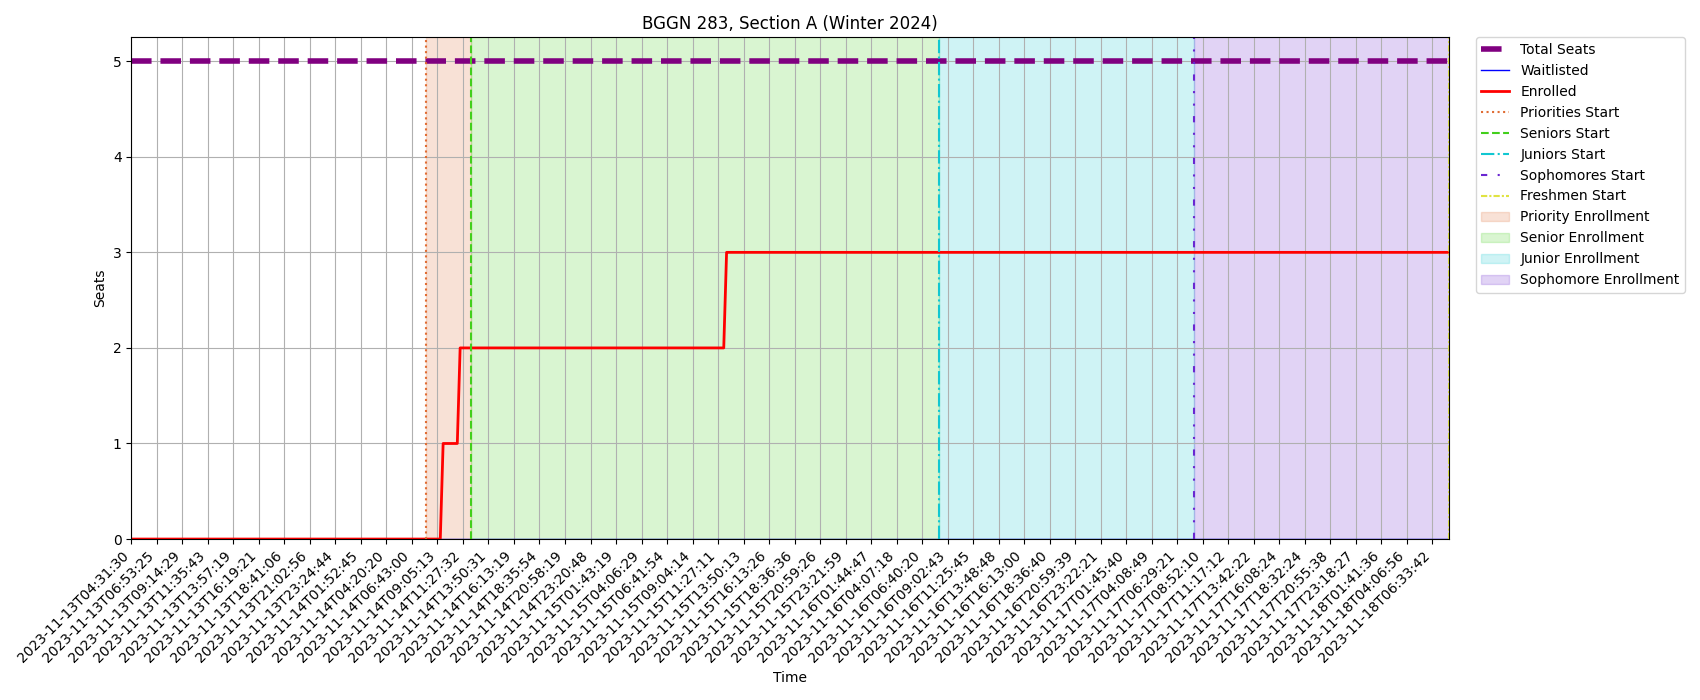 BGGN 283, Section A (Winter 2024)
Seats
5
4
3
2
1
0
2023-11-13T04:31:30
2023-11-13T06:53:25
2023-11-13T09:14:29
2023-11-13T11:35:43
2023-11-13T13:57:19
2023-11-13T16:19:21
2023-11-13T18:41:06
2023-11-13T21:02:56
2023-11-13T23:24:44
2023-11-14T01:52:45
2023-11-14T04:20:20
2023-11-14T06:43:00
2023-11-14T09:05:13
2023-11-14T11:27:32
2023-11-14T13:50:31
2023-11-14T16:13:19
2023-11-14T18:35:54
2023-11-14T20:58:19
2023-11-14T23:20:48
2023-11-15T01:43:19
2023-11-15T04:06:29
2023-11-15T06:41:54
2023-11-15T09:04:14
2023-11-15T11:27:11
2023-11-15T13:50:13
2023-11-15T16:13:26
2023-11-15T18:36:36
2023-11-15T20:59:26
2023-11-15T23:21:59
2023-11-16T01:44:47
2023-11-16T04:07:18
2023-11-16T06:40:20
2023-11-16T09:02:43
2023-11-16T11:25:45
2023-11-16T13:48:48
2023-11-16T16:13:00
2023-11-16T18:36:40
2023-11-16T20:59:39
2023-11-16T23:22:21
2023-11-17T01:45:40
2023-11-17T04:08:49
2023-11-17T06:29:21
2023-11-17T08:52:10
2023-11-17T11:17:12
2023-11-17T13:42:22
2023-11-17T16:08:24
2023-11-17T18:32:24
2023-11-17T20:55:38
2023-11-17T23:18:27
2023-11-18T01:41:36
2023-11-18T04:06:56
2023-11-18T06:33:42
Time
Total Seats
Waitlisted
Enrolled
Priorities Start
Seniors Start
Juniors Start
Sophomores Start
Freshmen Start
Priority Enrollment
Senior Enrollment
Junior Enrollment
Sophomore Enrollment